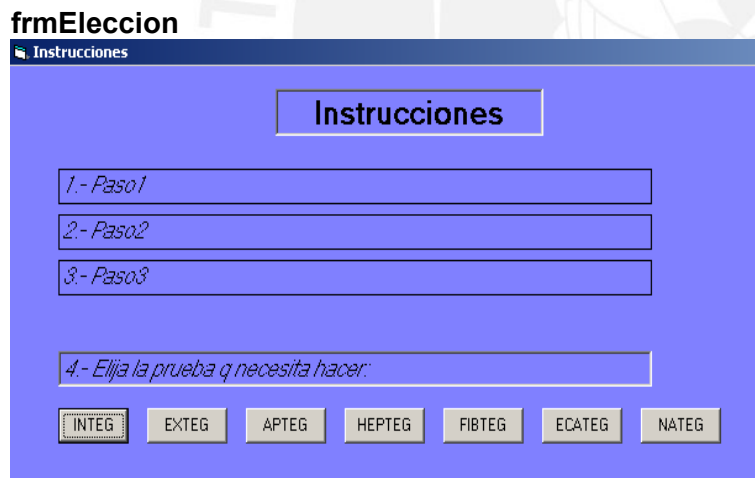 frmEleccion
Instrucciones
Instrucciones
1.- Paso1
2.- Paso2
3.- Paso3
4.- Elija la prueba q necesita hacer:
INTEG EXTEG APTEG HEPTEG FIBTEG ECATEG NATEG